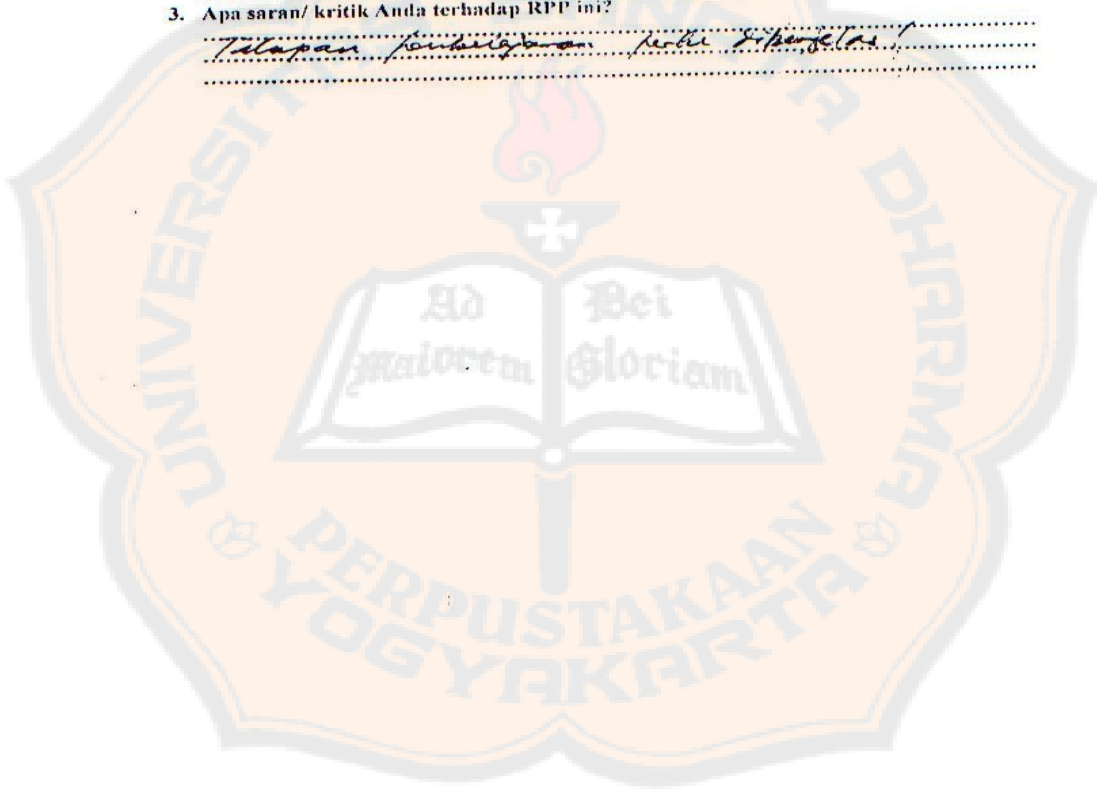 3. Apa saran/ kritik Anda terhadap RPP ini?
Tahapan pembelajaran perlu diperjelas!
UNIVERSITAS SANATA DHARMA
Ad Dei
Maiorem Gloriam
PERPUSTAKAAN
YOGYAKARTA